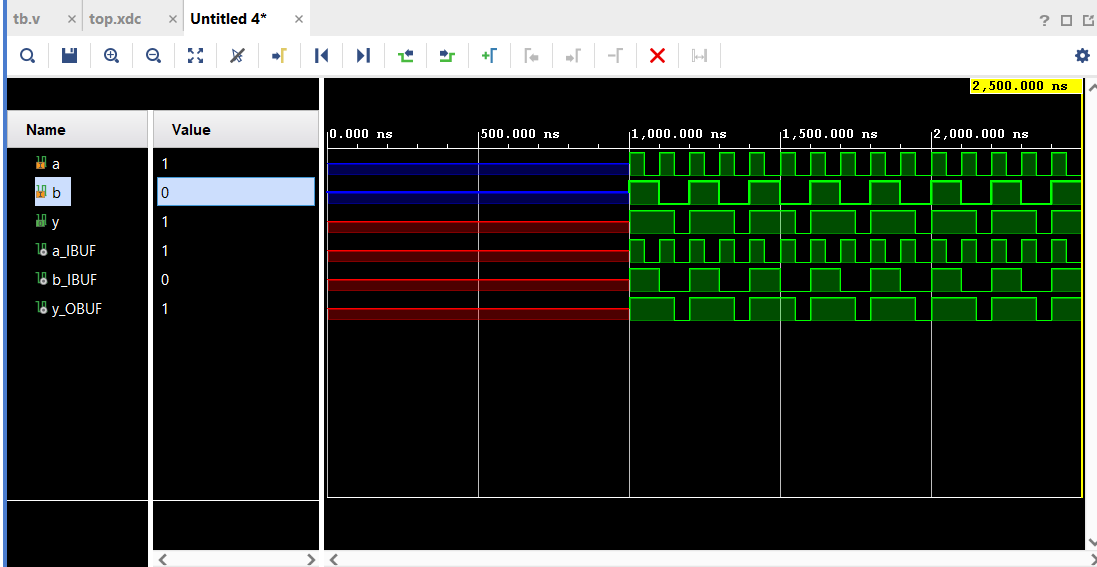 tb.v × top.xdc × Untitled 4* ×
? 
2,500.000 ns
Name Value
0.000 ns 500.000 ns 1,000.000 ns 1,500.000 ns 2,000.000 ns
a 1
b 0
y 1
a_IBUF 1
b_IBUF 0
y_OBUF 1